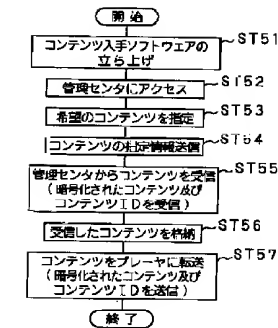 開始
コンテンツ入手ソフトウェアの
立ち上げ
ST51
管理センタにアクセス
ST52
希望のコンテンツを指定
ST53
コンテンツの指定情報送信
ST54
管理センタからコンテンツを受信
(暗号化されたコンテンツ及び
コンテンツIDを受信)
ST55
受信したコンテンツを格納
ST56
コンテンツをプレーヤに転送
(暗号化されたコンテンツ及び
コンテンツIDを送信)
ST57
終了